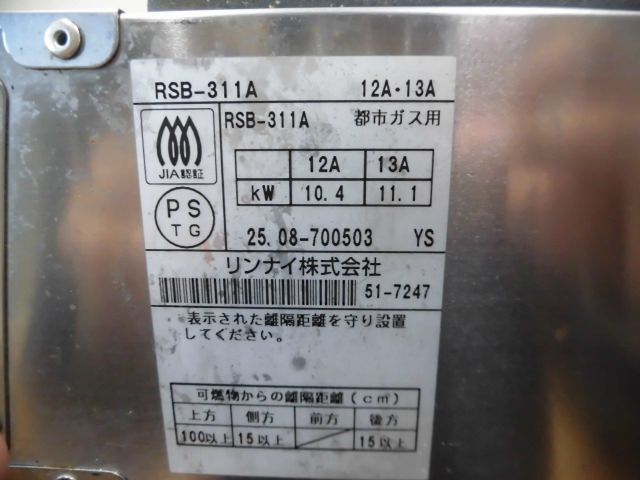 RSB-311A 12A・13A
RSB-311A 都市ガス用
JIA認証
12A 13A
kW 10.4 11.1
PS
TG
25.08-700503 YS
リンナイ株式会社
51-7247
表示された離隔距離を守り設置
してください。
可燃物からの離隔距離(cm)
上方 側方 前方 後方
100以上 15以上 15以上